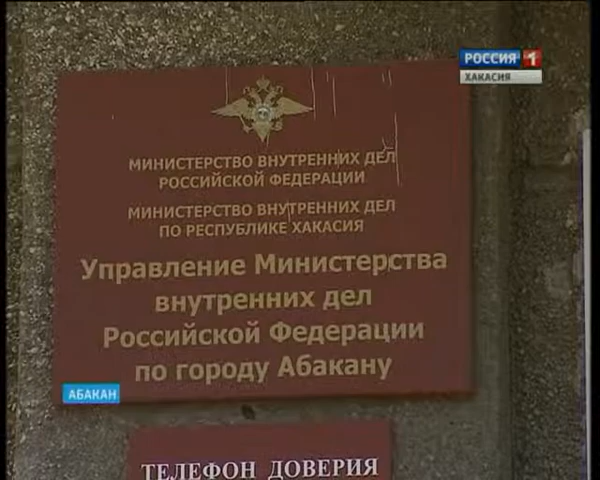 РОССИЯ 1
ХАКАСИЯ
МИНИСТЕРСТВО ВНУТРЕННИХ ДЕЛ
РОССИЙСКОЙ ФЕДЕРАЦИИ
МИНИСТЕРСТВО ВНУТРЕННИХ ДЕЛ
ПО РЕСПУБЛИКЕ ХАКАСИЯ
Управление Министерства
внутренних дел
Российской Федерации
по городу Абакану
АБАКАН
ТЕЛЕФОН ДОВЕРИЯ